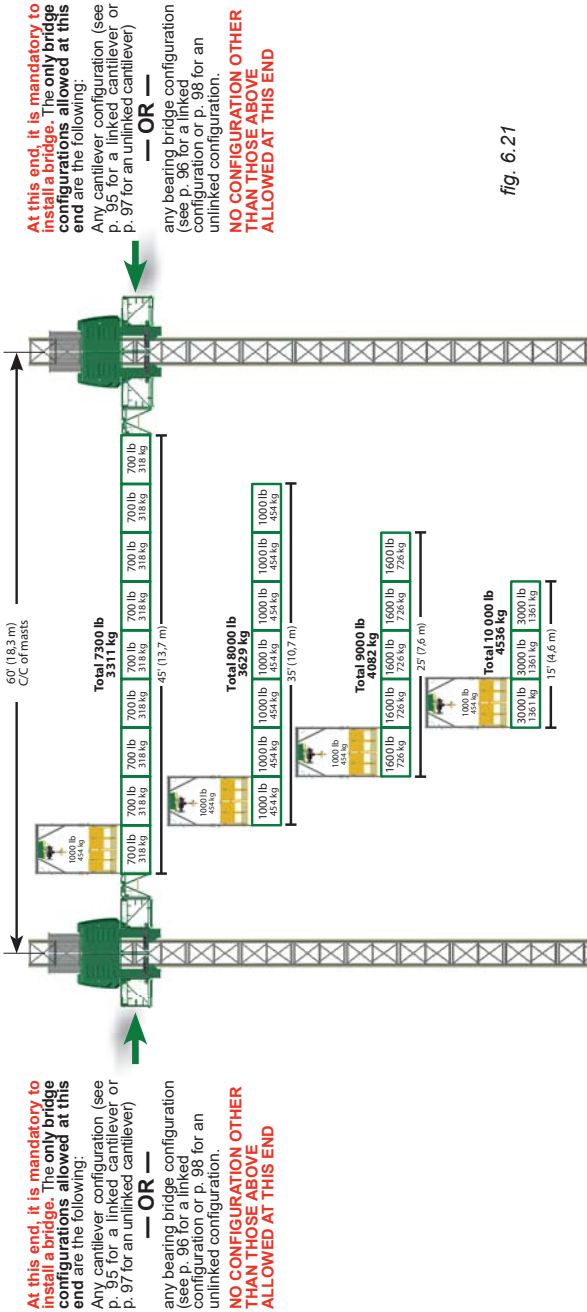 At this end, it is mandatory to
install a bridge. The only bridge
configurations allowed at this
end are the following:
Any cantilever configuration (see
p. 95 for a linked cantilever or
p. 97 for an unlinked cantilever)
— OR —
any bearing bridge configuration
(see p. 96 for a linked
configuration or p. 98 for an
unlinked configuration.
NO CONFIGURATION OTHER
THAN THOSE ABOVE
ALLOWED AT THIS END
60' (18,3 m)
C/C of masts
1000 lb
454 kg
Total 7300 lb
3311 kg
700 lb 700 lb 700 lb 700 lb 700 lb 700 lb 700 lb 700 lb 700 lb
318 kg 318 kg 318 kg 318 kg 318 kg 318 kg 318 kg 318 kg 318 kg
45' (13,7 m)
1000 lb
454 kg
Total 8000 lb
3629 kg
1000 lb 1000 lb 1000 lb 1000 lb 1000 lb 1000 lb 1000 lb
454 kg 454 kg 454 kg 454 kg 454 kg 454 kg 454 kg
35' (10,7 m)
1000 lb
454 kg
Total 9000 lb
4082 kg
1600 lb 1600 lb 1600 lb 1600 lb 1600 lb
726 kg 726 kg 726 kg 726 kg 726 kg
25' (7,6 m)
1000 lb
454 kg
Total 10 000 lb
4536 kg
3000 lb 3000 lb 3000 lb
1361 kg 1361 kg 1361 kg
15' (4,6 m)
At this end, it is mandatory to
install a bridge. The only bridge
configurations allowed at this
end are the following:
Any cantilever configuration (see
p. 95 for a linked cantilever or
p. 97 for an unlinked cantilever)
— OR —
any bearing bridge configuration
(see p. 96 for a linked
configuration or p. 98 for an
unlinked configuration.
NO CONFIGURATION OTHER
THAN THOSE ABOVE
ALLOWED AT THIS END
fig. 6.21